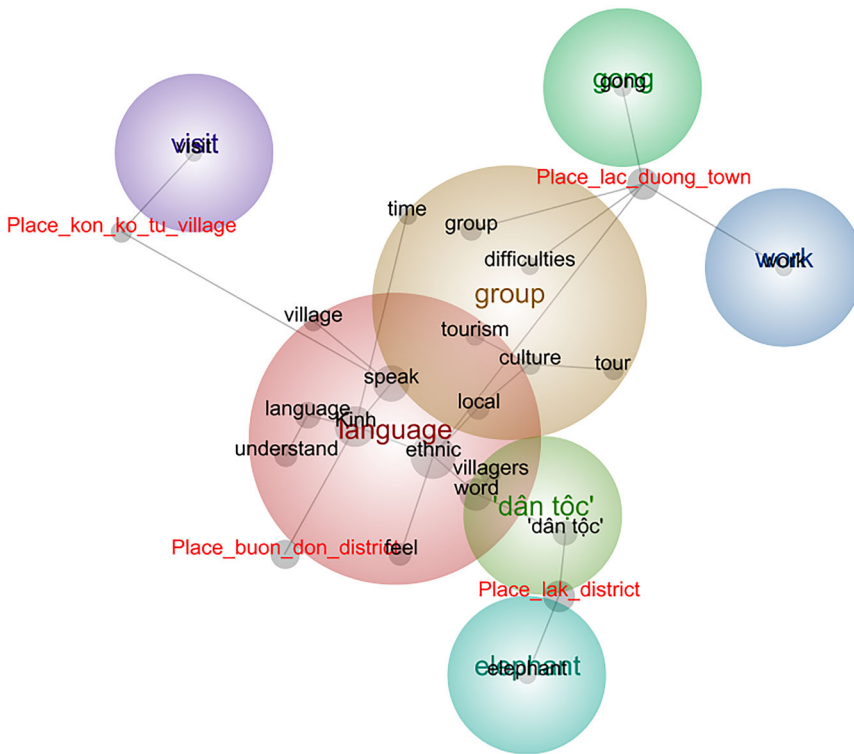 gong
gong
visit
visit
Place_lac_duong_town
time
group
Place_kon_ko_tu_village
difficulties
work
work
group
village
tourism
culture
tour
speak
language
local
Kinh
language
understand
ethnic
villagers
word
'dân tộc'
'dân tộc'
Place_buon_don_district
feel
Place_lak_district
elephant
elephant